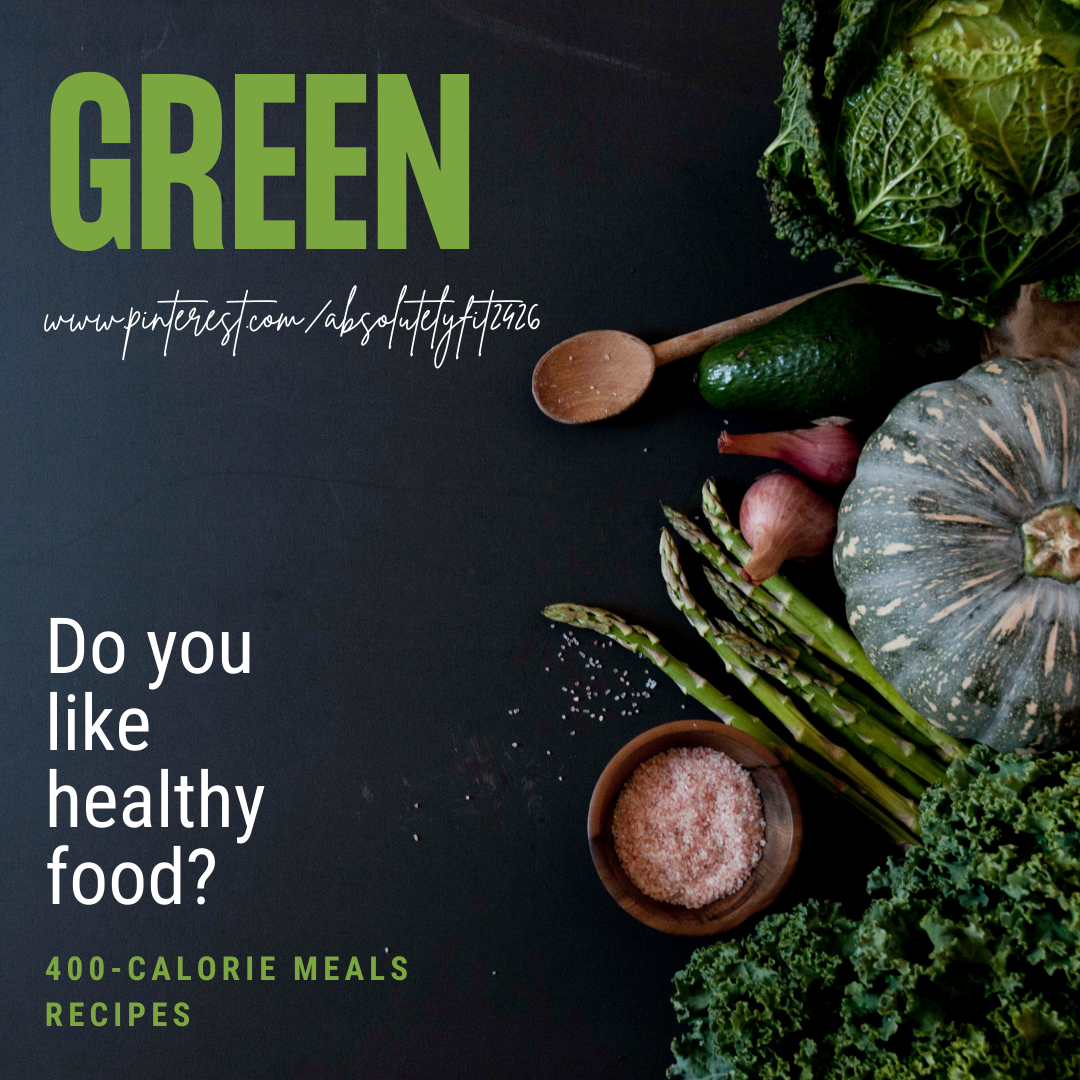 GREEN
www.pinterest.com/absolutelyfit2426
Do you
like
healthy
food?
400-CALORIE MEALS
RECIPES